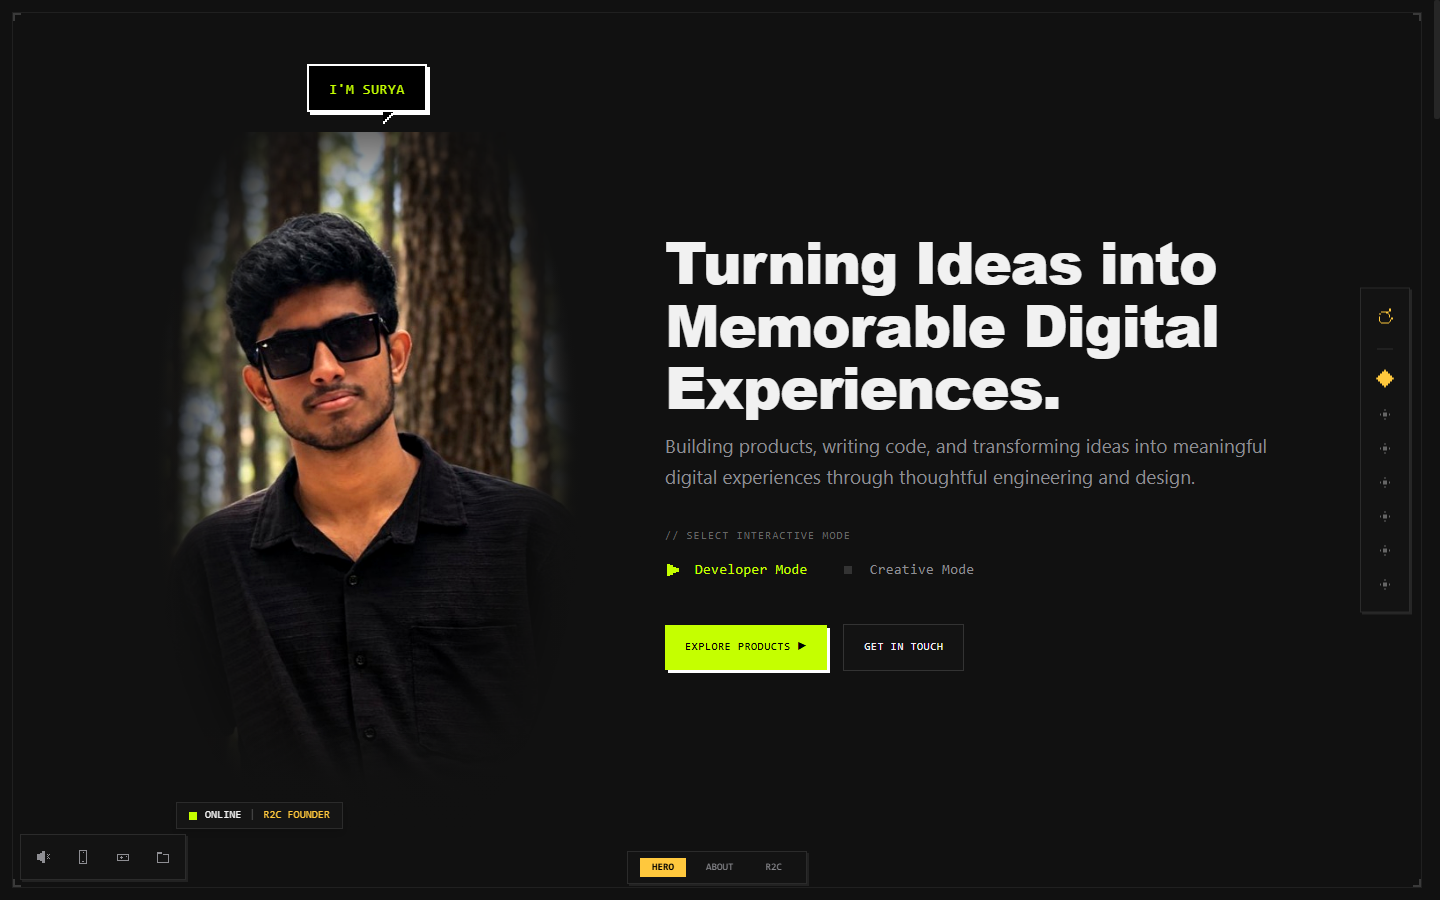 I'M SURYA
Turning Ideas into
Memorable Digital
Experiences.
Building products, writing code, and transforming ideas into meaningful
digital experiences through thoughtful engineering and design.
// SELECT INTERACTIVE MODE
Developer Mode
Creative Mode
EXPLORE PRODUCTS ▶
GET IN TOUCH
ONLINE | R2C FOUNDER
HERO
ABOUT
R2C